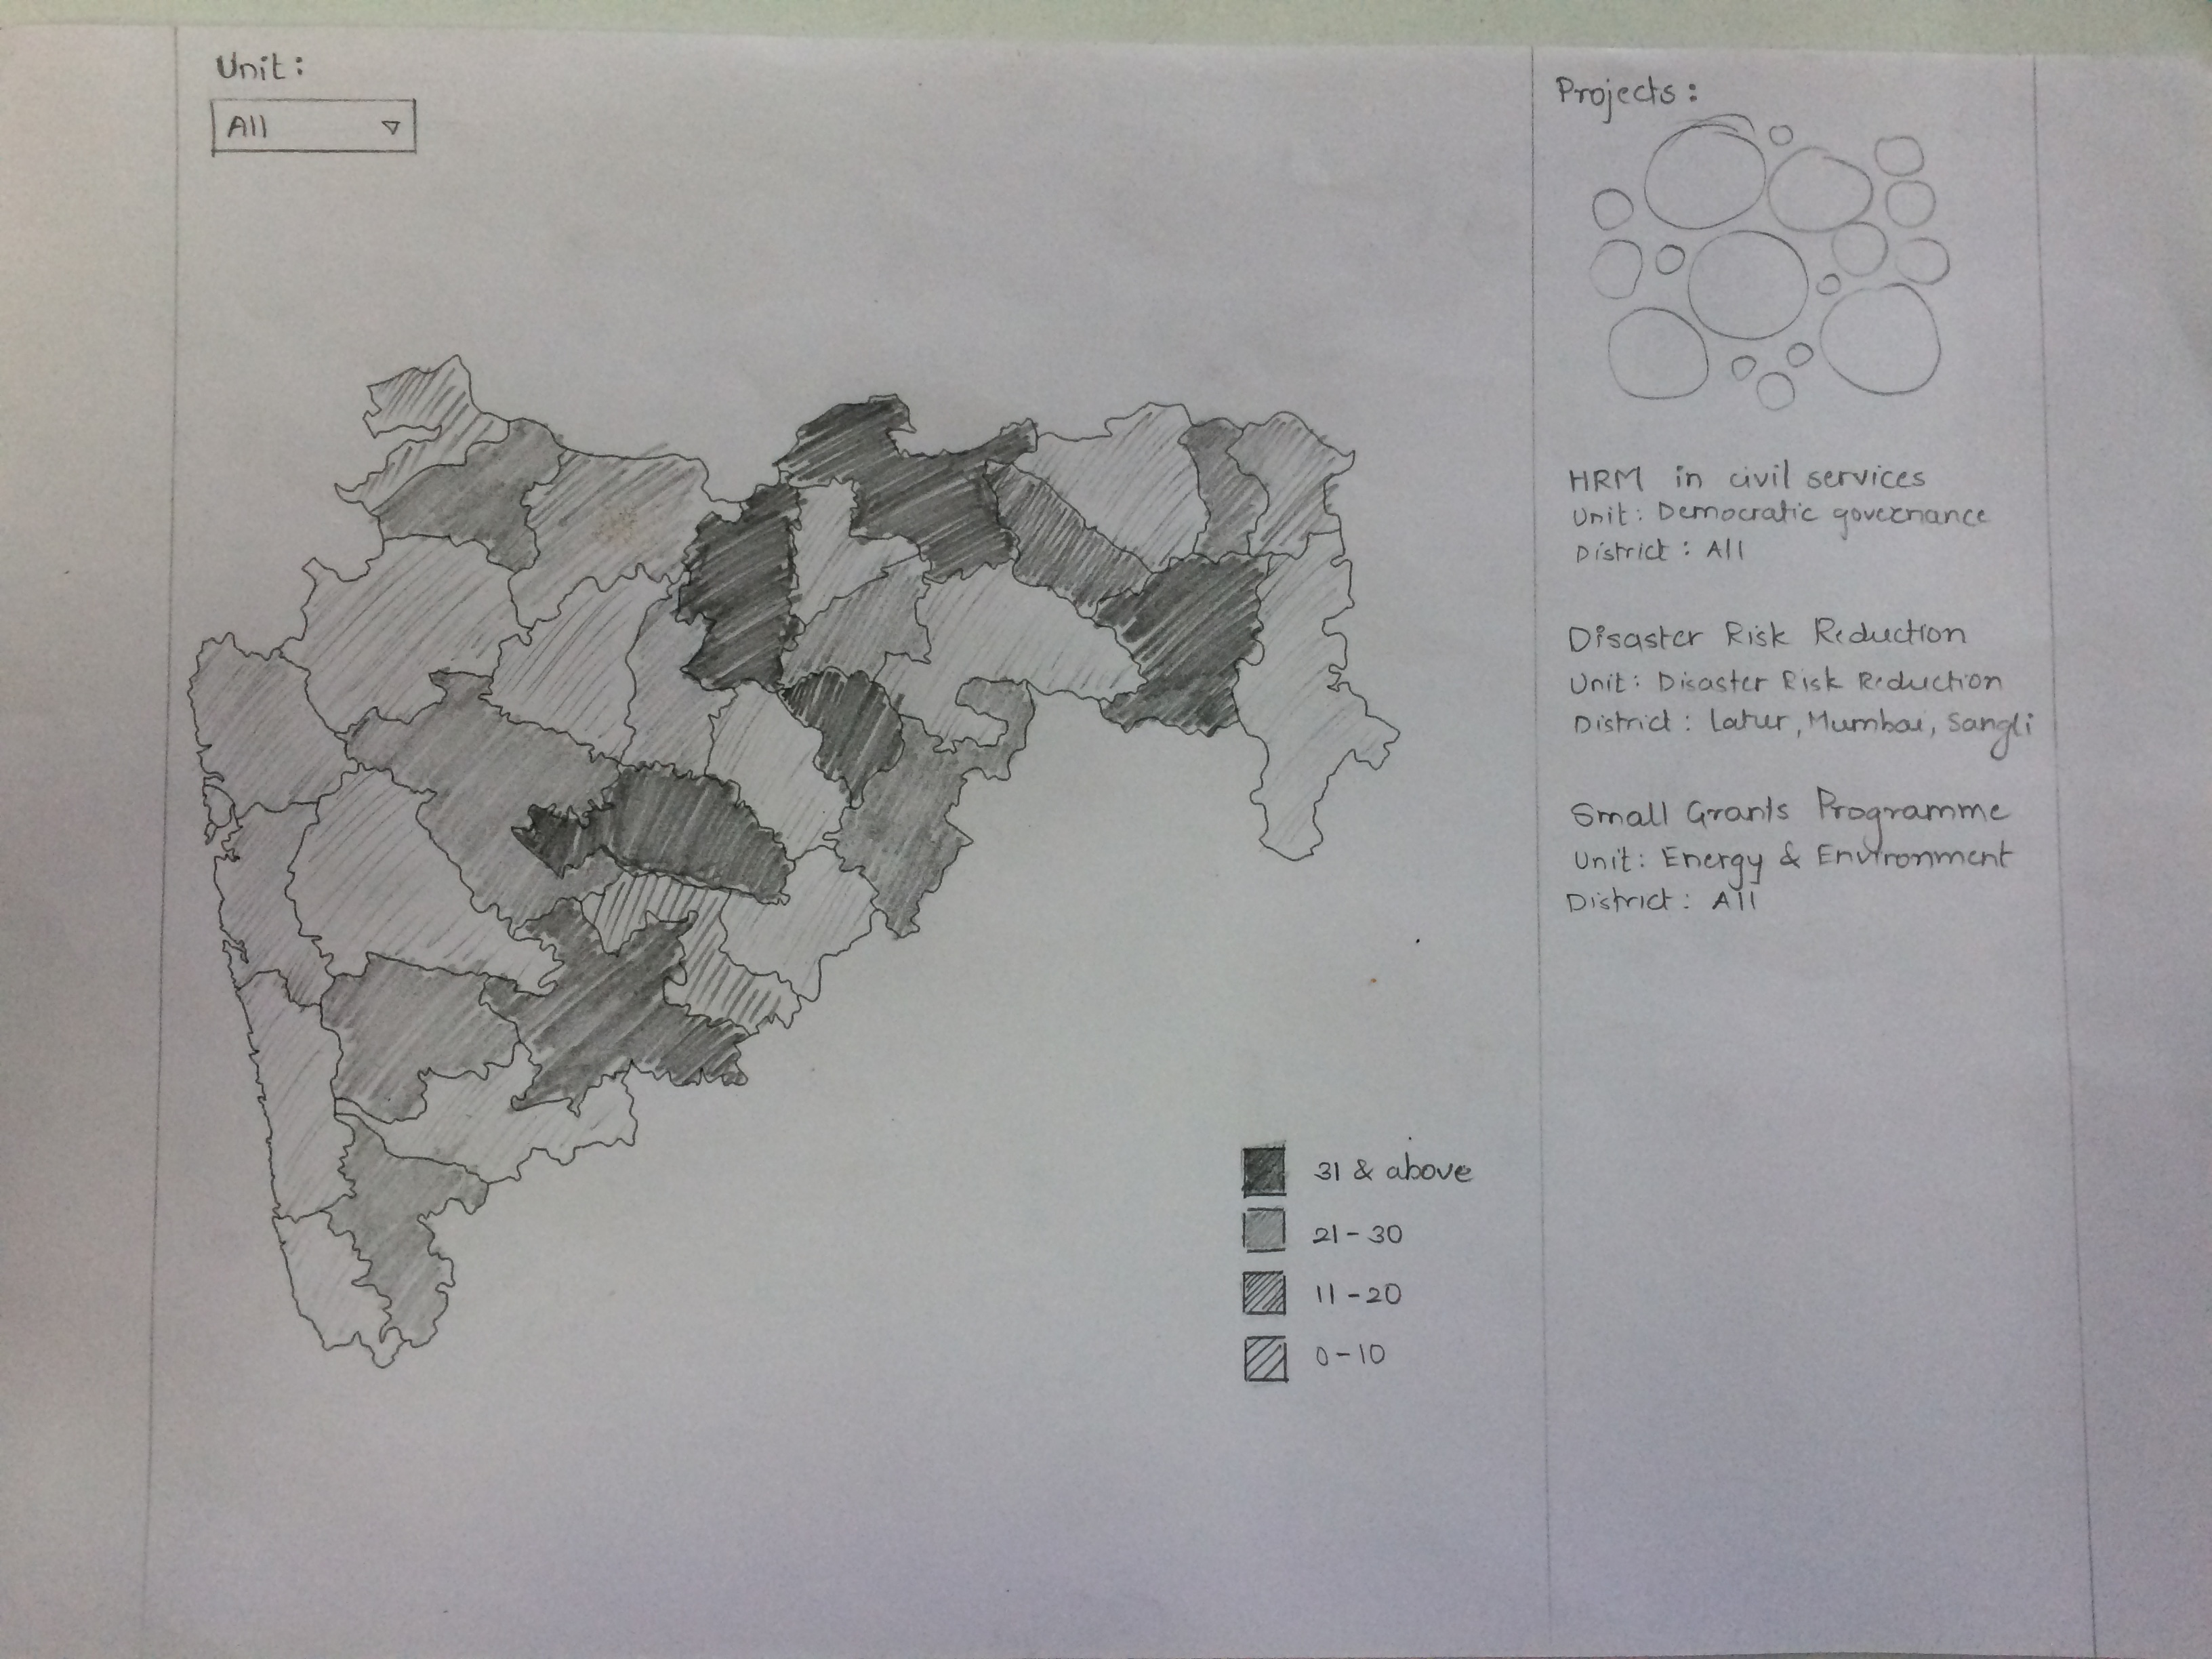 Unit:
All
Projects:
HRM in civil services
Unit: Democratic governance
District: All
Disaster Risk Reduction
Unit: Disaster Risk Reduction
District: Latur, Mumbai, Sangli
Small Grants Programme
Unit: Energy & Environment
District: All
31 & above
21-30
11-20
0-10